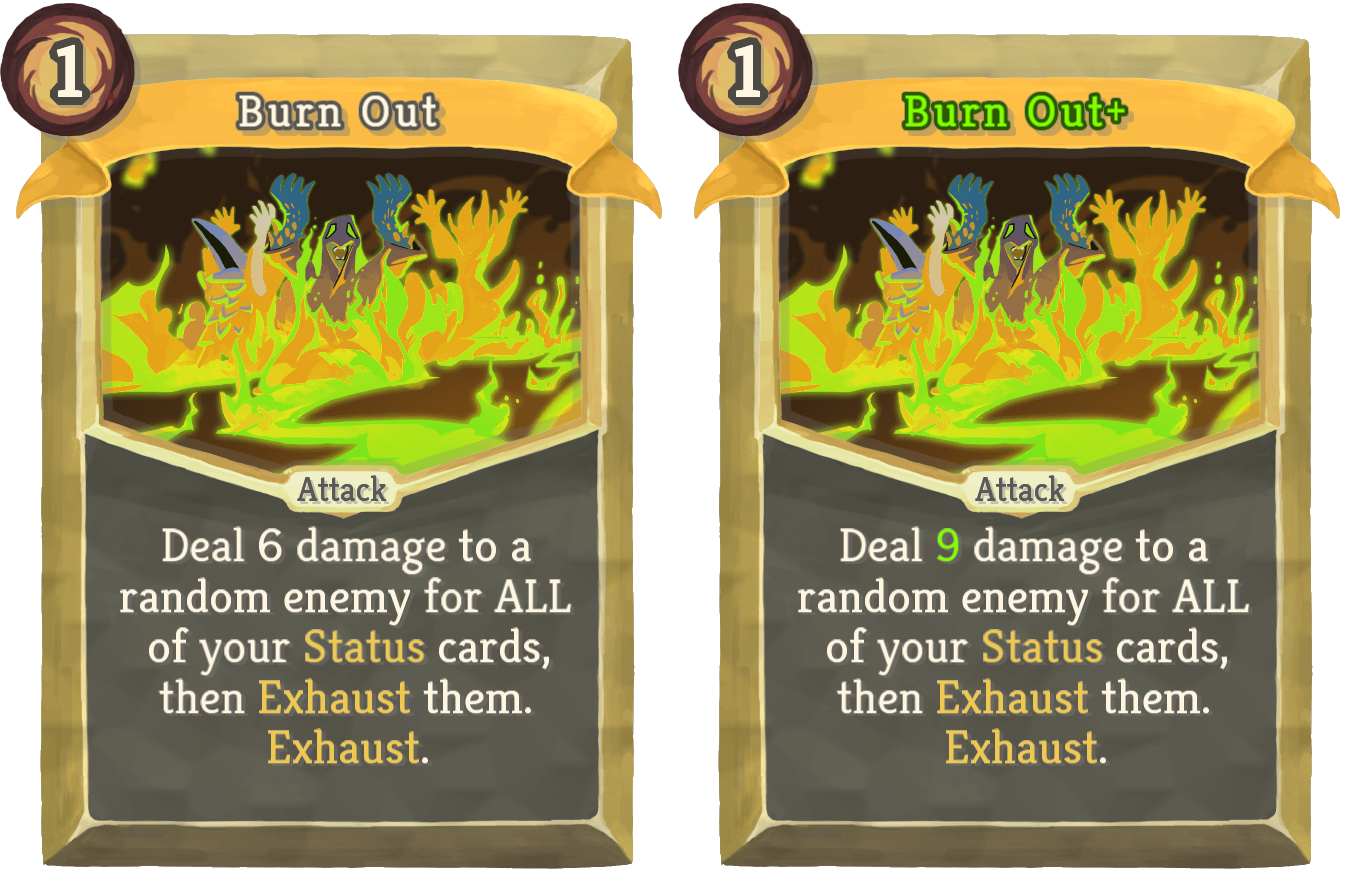 1
Burn Out
Attack
Deal 6 damage to a
random enemy for ALL
of your Status cards,
then Exhaust them.
Exhaust.
1
Burn Out+
Attack
Deal 9 damage to a
random enemy for ALL
of your Status cards,
then Exhaust them.
Exhaust.